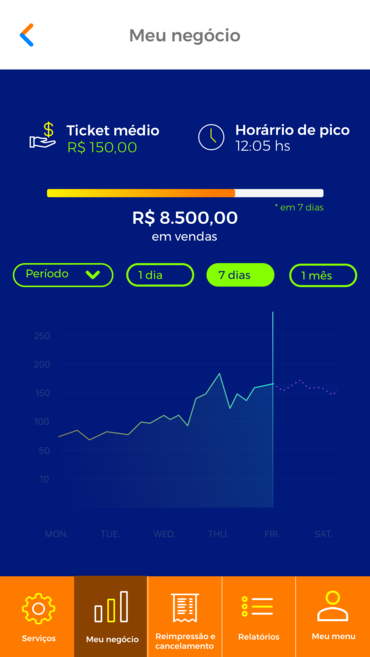 Meu negócio
Ticket médio
R$ 150,00
Horárrio de pico
12:05 hs
* em 7 dias
R$ 8.500,00
em vendas
Período
1 dia
7 dias
1 mês
250
200
150
100
50
10
MON.
TUE.
WED.
THU.
FRI.
SAT.
Serviços
Meu negócio
Reimpressão e
cancelamento
Relatórios
Meu menu